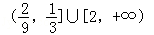 (2/9, 1/3]∪[2, +∞)